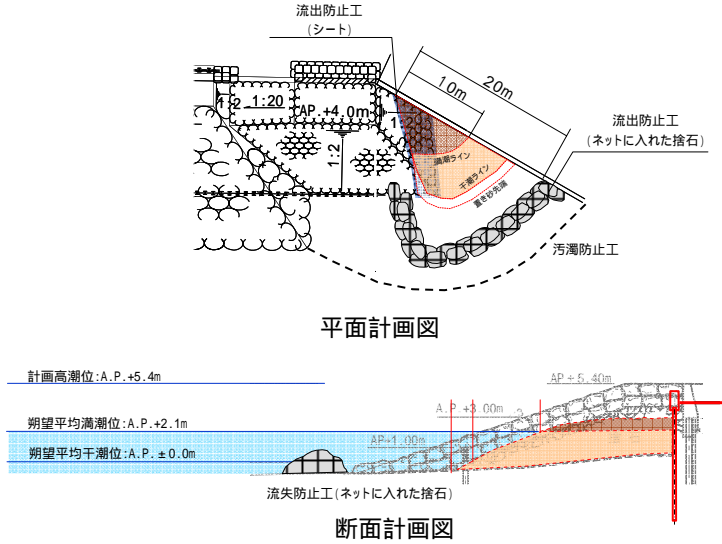 流出防止工
(シート)
20m
10m
1:2
1:20
AP.+4.0m
1:20
1:2
流出防止工
(ネットに入れた捨石)
満潮ライン
干潮ライン
置き砂先端
汚濁防止工
平面計画図
計画高潮位:A.P.+5.4m
AP+5.40m
A.P.+3.00m
朔望平均満潮位:A.P.+2.1m
AP+1.00m
朔望平均干潮位:A.P.±0.0m
流失防止工(ネットに入れた捨石)
断面計画図